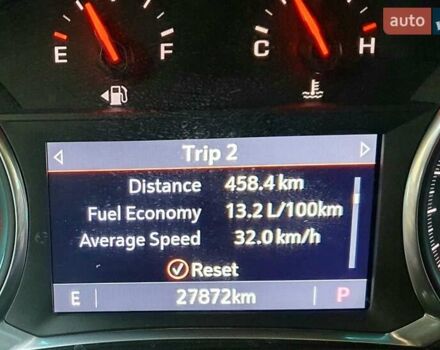 auto
E F C H
Trip 2
Distance 458.4 km
Fuel Economy 13.2 L/100km
Average Speed 32.0 km/h
Reset
E 27872km P